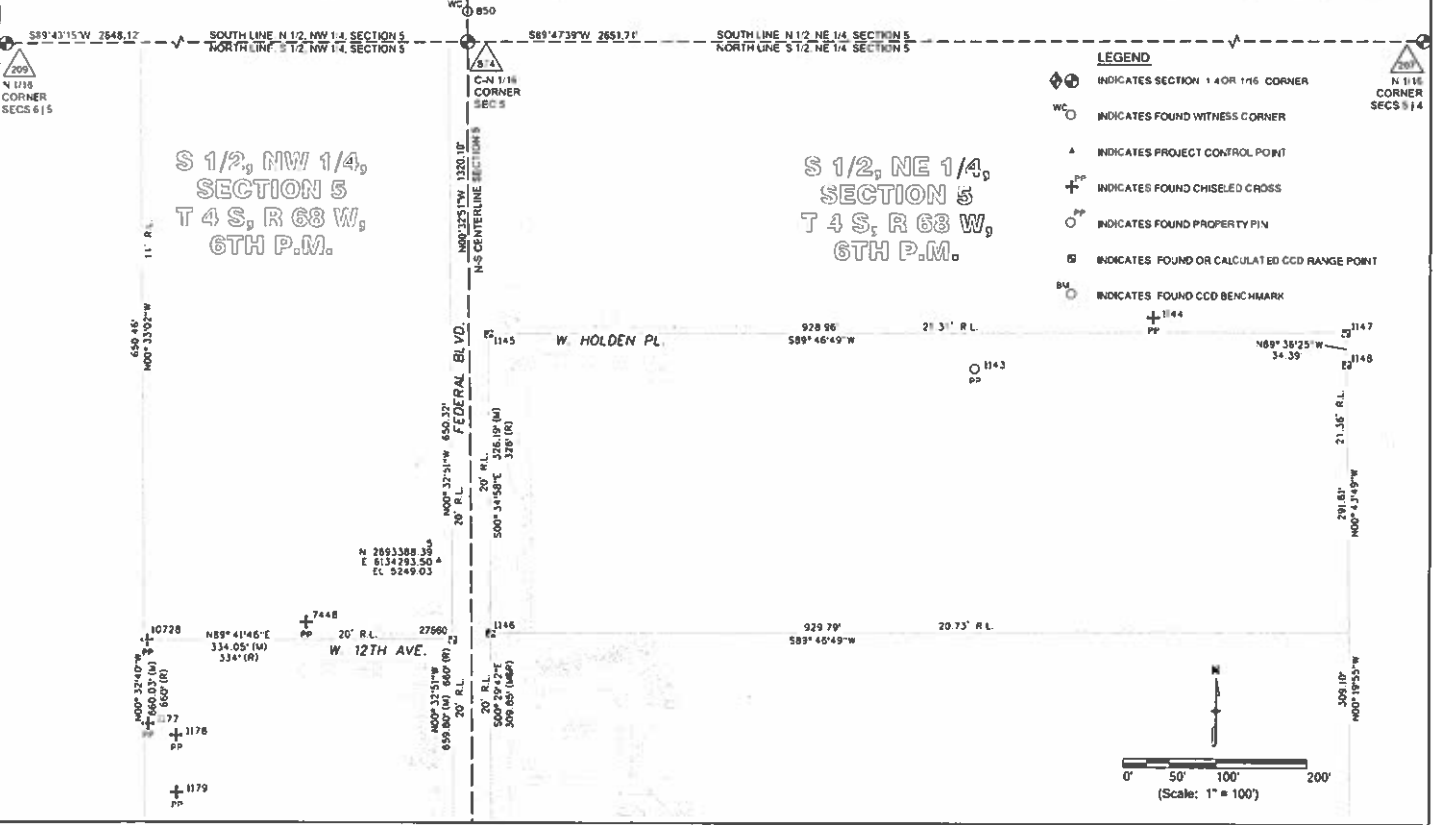 WC
850
S89°43'15"W 2648.12'
SOUTH LINE N 1/2, NW 1/4, SECTION 5
NORTH LINE, S 1/2, NW 1/4, SECTION 5
S89°47'39"W 2651.71'
SOUTH LINE N 1/2 NE 1/4 SECTION 5
NORTH LINE S 1/2 NE 1/4 SECTION 5
209
N 1/16
CORNER
SECS 6|5
C-N 1/16
CORNER
SEC 5
207
N 1/16
CORNER
SECS 5|4
LEGEND
INDICATES SECTION 1/4 OR 1/16 CORNER
WC
INDICATES FOUND WITNESS CORNER
INDICATES PROJECT CONTROL POINT
PP
INDICATES FOUND CHISELED CROSS
PP
INDICATES FOUND PROPERTY PIN
INDICATES FOUND OR CALCULATED CCD RANGE POINT
BM
INDICATES FOUND CCD BENCHMARK
S 1/2, NW 1/4,
SECTION 5
T 4 S, R 68 W,
6TH P.M.
S 1/2, NE 1/4,
SECTION 5
T 4 S, R 68 W,
6TH P.M.
N00°32'51"W 1320.10'
N-S CENTERLINE SECTION 5
11' R.L.
650.46'
N00°33'02"W
FEDERAL BLVD.
N00°32'51"W 650.32'
20' R.L.
1145
W. HOLDEN PL.
928.96'
S89°46'49"W
21.31' R.L.
1144
PP
1147
N89°36'25"W
34.39'
1148
1143
PP
20' R.L.
S00°34'58"E 326.19' (M)
326' (R)
21.36' R.L.
291.81'
N00°43'49"W
5
N 2693388.39
E 6134293.50
EL 5249.03
10728
PP
N89°41'46"E
334.05' (M)
334' (R)
7448
PP
20' R.L.
W. 12TH AVE.
27660
1146
929.79'
S89°46'49"W
20.73' R.L.
N00°32'40"W
660.03' (M)
660' (R)
1177
PP
1178
PP
1179
PP
N00°32'51"W
659.80' (M) 660' (R)
20' R.L.
20' R.L.
S00°29'42"E
309.85' (M&R)
309.10'
N00°19'55"W
N
0' 50' 100' 200'
(Scale: 1" = 100')